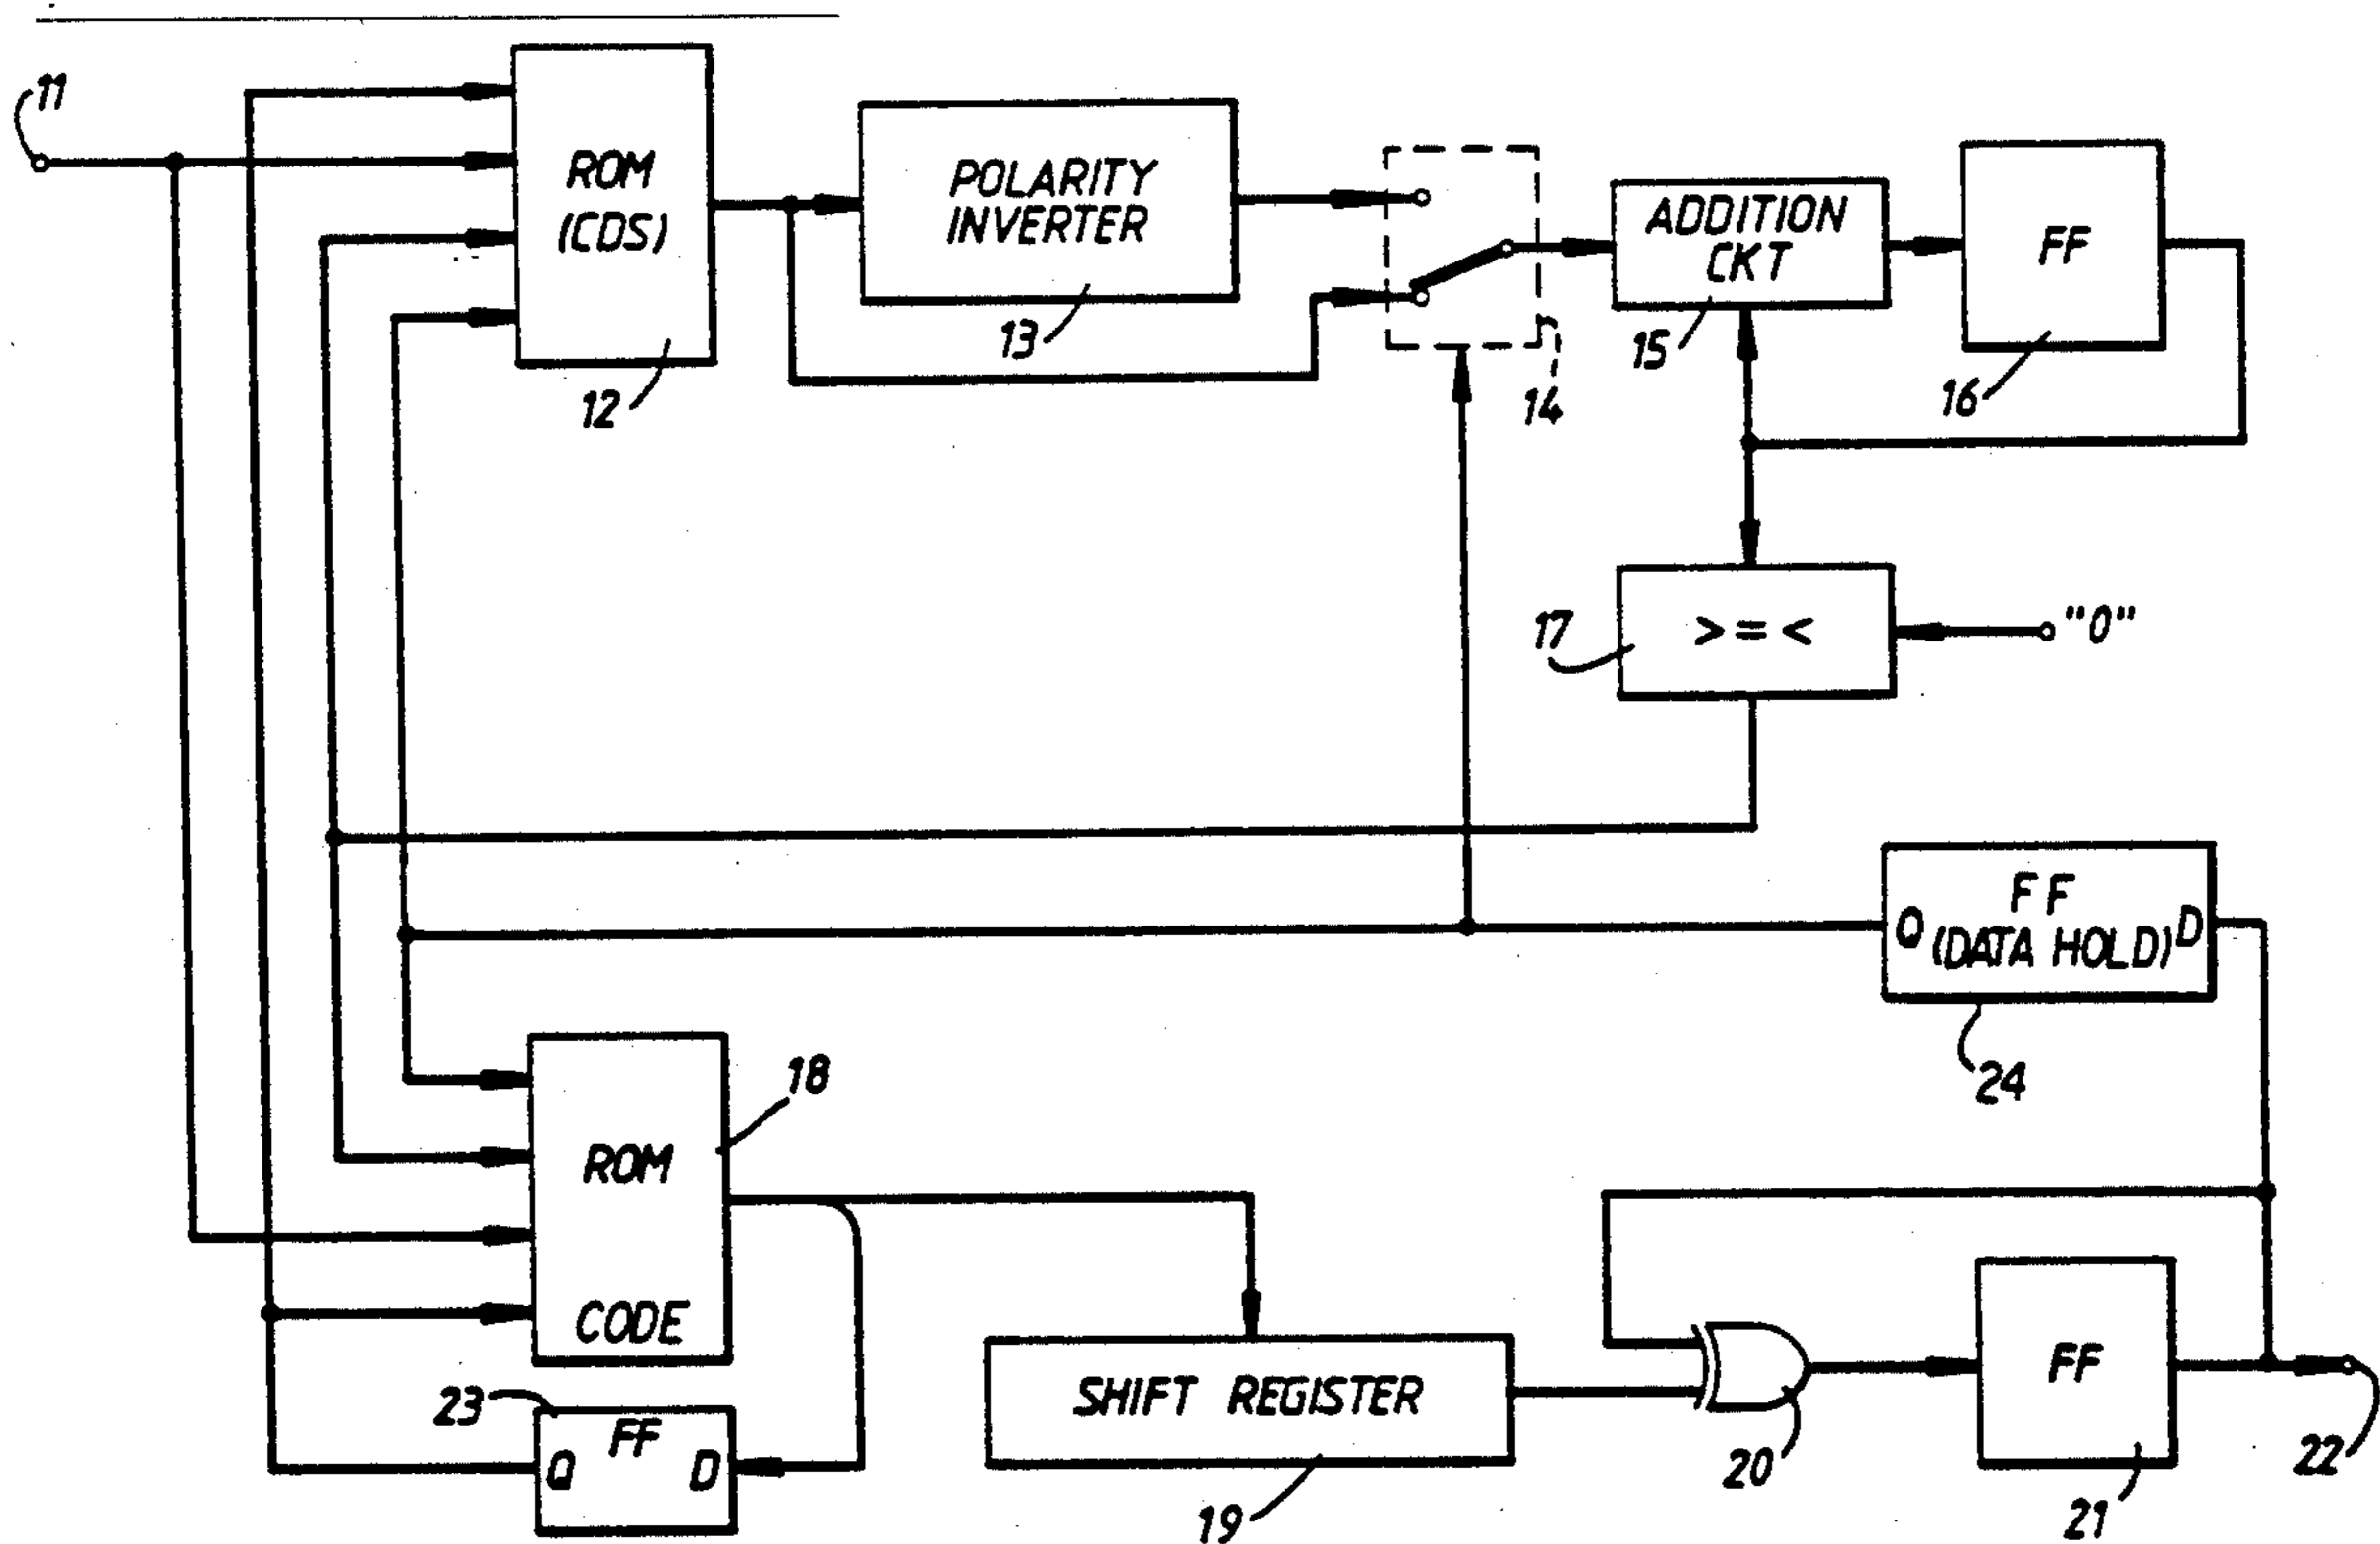 11
ROM
(CDS)
12
POLARITY
INVERTER
13
14
ADDITION
CKT
15
FF
16
17
> = <
"0"
FF
Q (DATA HOLD) D
24
18
ROM
CODE
23
FF
Q D
SHIFT REGISTER
19
20
FF
21
22